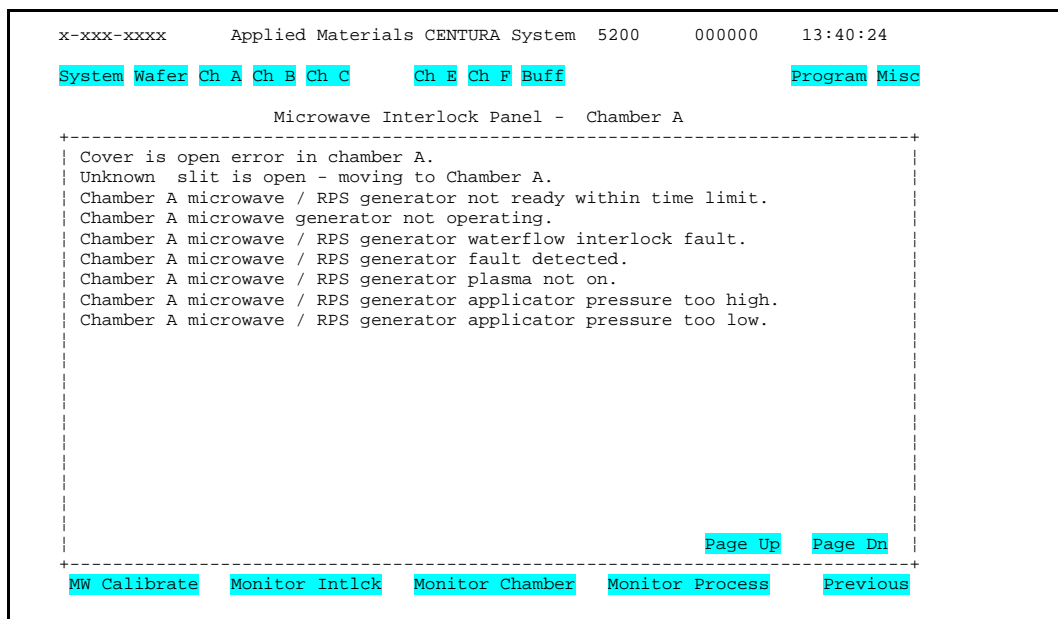 x-xxx-xxxx Applied Materials CENTURA System 5200 000000 13:40:24
System Wafer Ch A Ch B Ch C Ch E Ch F Buff Program Misc
Microwave Interlock Panel - Chamber A
Cover is open error in chamber A.
Unknown slit is open - moving to Chamber A.
Chamber A microwave / RPS generator not ready within time limit.
Chamber A microwave generator not operating.
Chamber A microwave / RPS generator waterflow interlock fault.
Chamber A microwave / RPS generator fault detected.
Chamber A microwave / RPS generator plasma not on.
Chamber A microwave / RPS generator applicator pressure too high.
Chamber A microwave / RPS generator applicator pressure too low.
Page Up Page Dn
MW Calibrate Monitor Intlck Monitor Chamber Monitor Process Previous